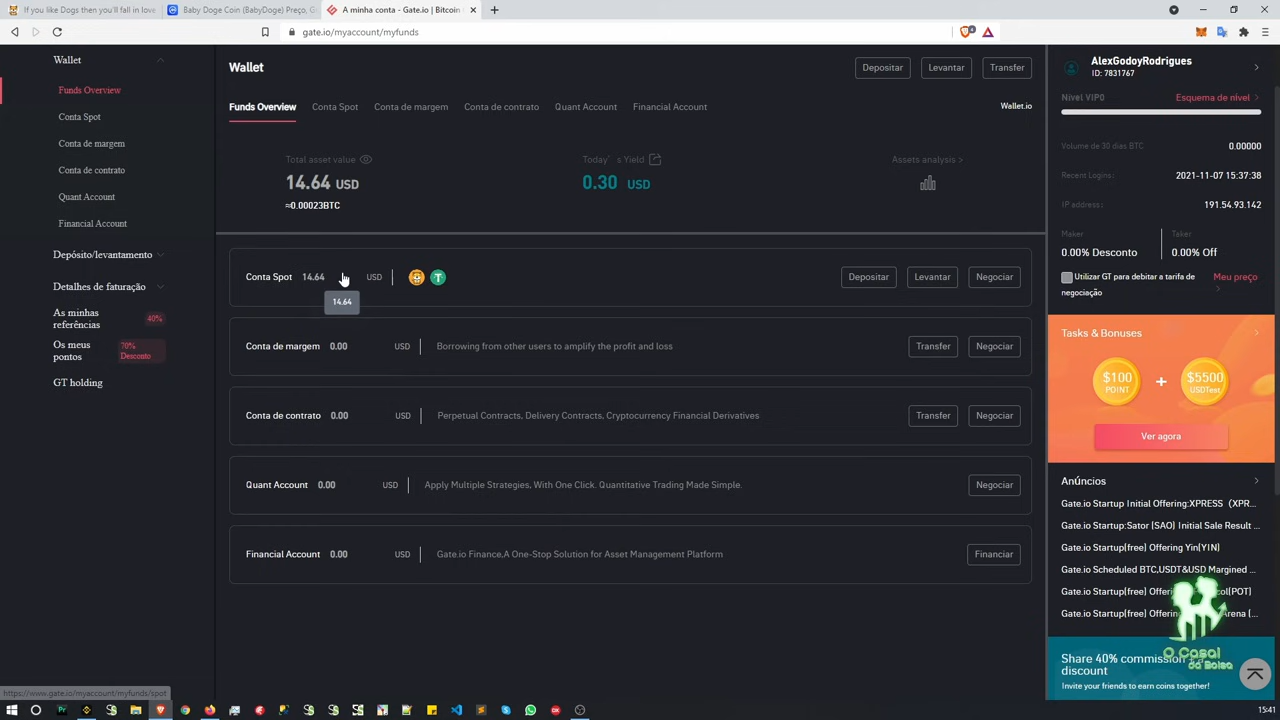 If you like Dogs then you'll fall in love
Baby Doge Coin (BabyDoge) Preço, G
A minha conta - Gate.io | Bitcoin
gate.io/myaccount/myfunds
Wallet
Funds Overview
Conta Spot
Conta de margem
Conta de contrato
Quant Account
Financial Account
Depósito/levantamento
Detalhes de faturação
As minhas
referências
40%
Os meus
pontos
70%
Desconto
GT holding
Wallet
Depositar
Levantar
Transfer
Funds Overview
Conta Spot
Conta de margem
Conta de contrato
Quant Account
Financial Account
Wallet.io
Total asset value
14.64 USD
≈0.00023BTC
Today' s Yield
0.30 USD
Assets analysis >
Conta Spot 14.64 USD
14.64
Depositar
Levantar
Negociar
Conta de margem 0.00 USD
Borrowing from other users to amplify the profit and loss
Transfer
Negociar
Conta de contrato 0.00 USD
Perpetual Contracts, Delivery Contracts, Cryptocurrency Financial Derivatives
Transfer
Negociar
Quant Account 0.00 USD
Apply Multiple Strategies, With One Click. Quantitative Trading Made Simple.
Negociar
Financial Account 0.00 USD
Gate.io Finance,A One-Stop Solution for Asset Management Platform
Financiar
AlexGodoyRodrigues
ID: 7831767
Nível VIP0
Esquema de nível >
Volume de 30 dias BTC 0.00000
Recent Logins: 2021-11-07 15:37:38
IP address: 191.54.93.142
Maker
0.00% Desconto
Taker
0.00% Off
Utilizar GT para debitar a tarifa de
negociação
Meu preço
>
Tasks & Bonuses
$100
POINT
+
$5500
USDTest
Ver agora
Anúncios
Gate.io Startup Initial Offering:XPRESS（XPR...
Gate.io Startup:Sator (SAO) Initial Sale Result ...
Gate.io Startup(free) Offering Yin(YIN)
Gate.io Scheduled BTC,USDT&USD Margined ...
Gate.io Startup(free) Offeri
col(POT)
Gate.io Startup(free) Offerin
Arena (...
O Casal
da Bolsa
Share 40% commission
discount
Invite your friends to earn coins together!
https://www.gate.io/myaccount/myfunds/spot
15:41